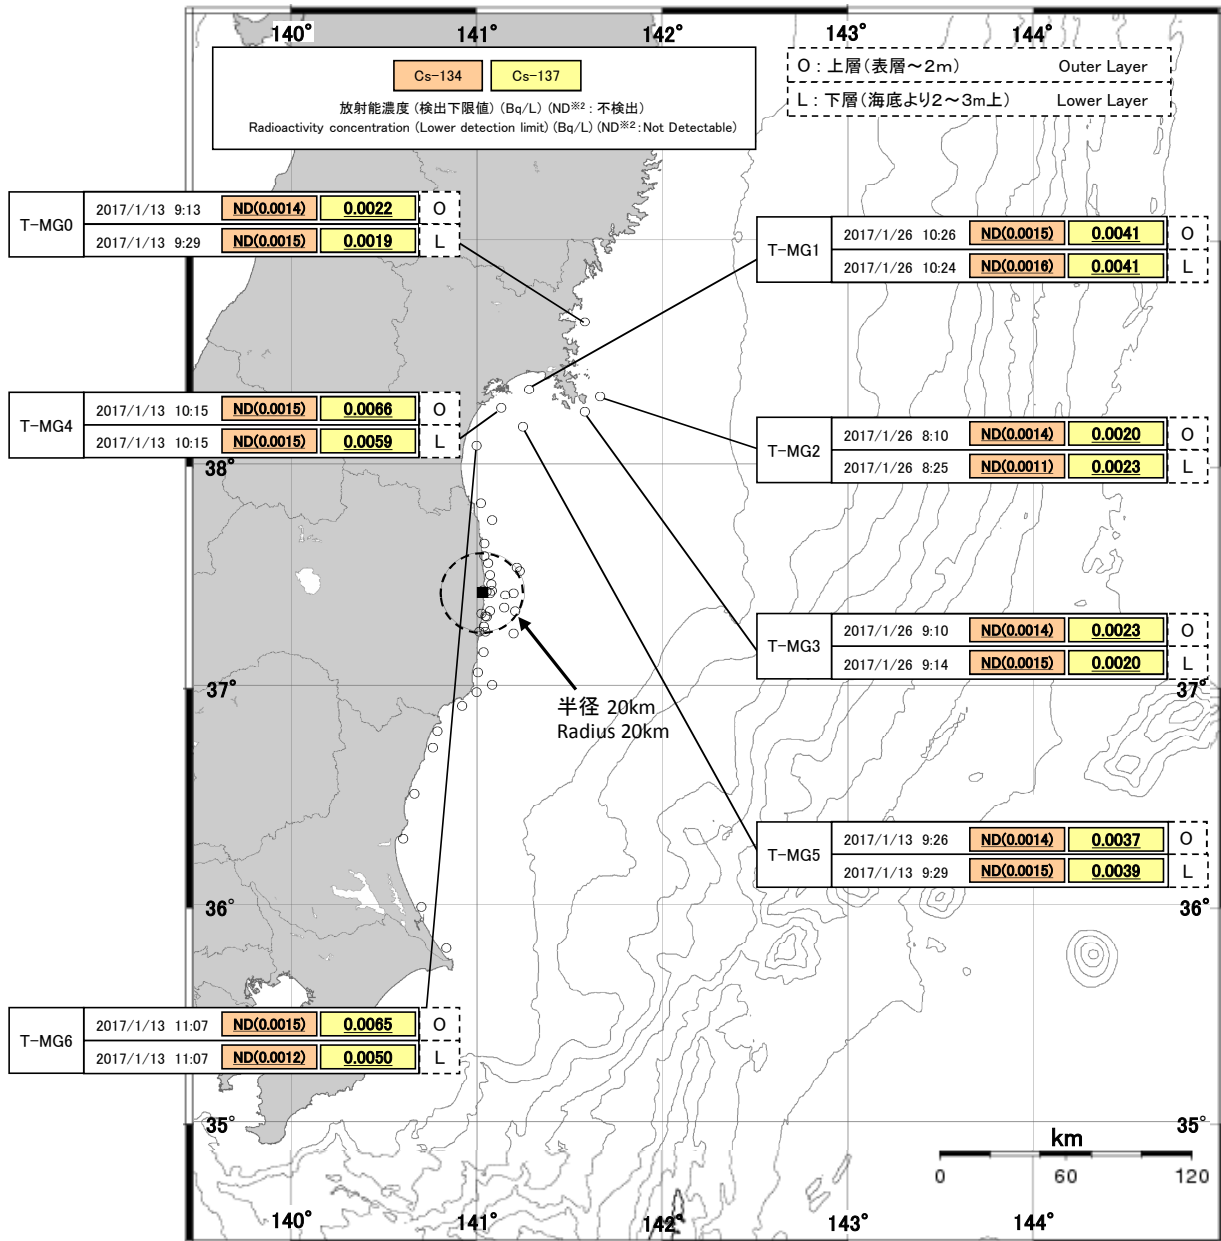 140° 141° 142° 143° 144°
Cs-134 Cs-137
放射能濃度 (検出下限値) (Bq/L) (ND※2 : 不検出)
Radioactivity concentration (Lower detection limit) (Bq/L) (ND※2 : Not Detectable)
O : 上層(表層～2m) Outer Layer
L : 下層(海底より2～3m上) Lower Layer
T-MG0
2017/1/13 9:13 ND(0.0014) 0.0022 O
2017/1/13 9:29 ND(0.0015) 0.0019 L
T-MG1
2017/1/26 10:26 ND(0.0015) 0.0041 O
2017/1/26 10:24 ND(0.0016) 0.0041 L
T-MG4
2017/1/13 10:15 ND(0.0015) 0.0066 O
2017/1/13 10:15 ND(0.0015) 0.0059 L
T-MG2
2017/1/26 8:10 ND(0.0014) 0.0020 O
2017/1/26 8:25 ND(0.0011) 0.0023 L
38°
T-MG3
2017/1/26 9:10 ND(0.0014) 0.0023 O
2017/1/26 9:14 ND(0.0015) 0.0020 L
37° 37°
半径 20km
Radius 20km
T-MG5
2017/1/13 9:26 ND(0.0014) 0.0037 O
2017/1/13 9:29 ND(0.0015) 0.0039 L
36° 36°
T-MG6
2017/1/13 11:07 ND(0.0015) 0.0065 O
2017/1/13 11:07 ND(0.0012) 0.0050 L
35° 35°
km
0 60 120
140° 141° 142° 143° 144°